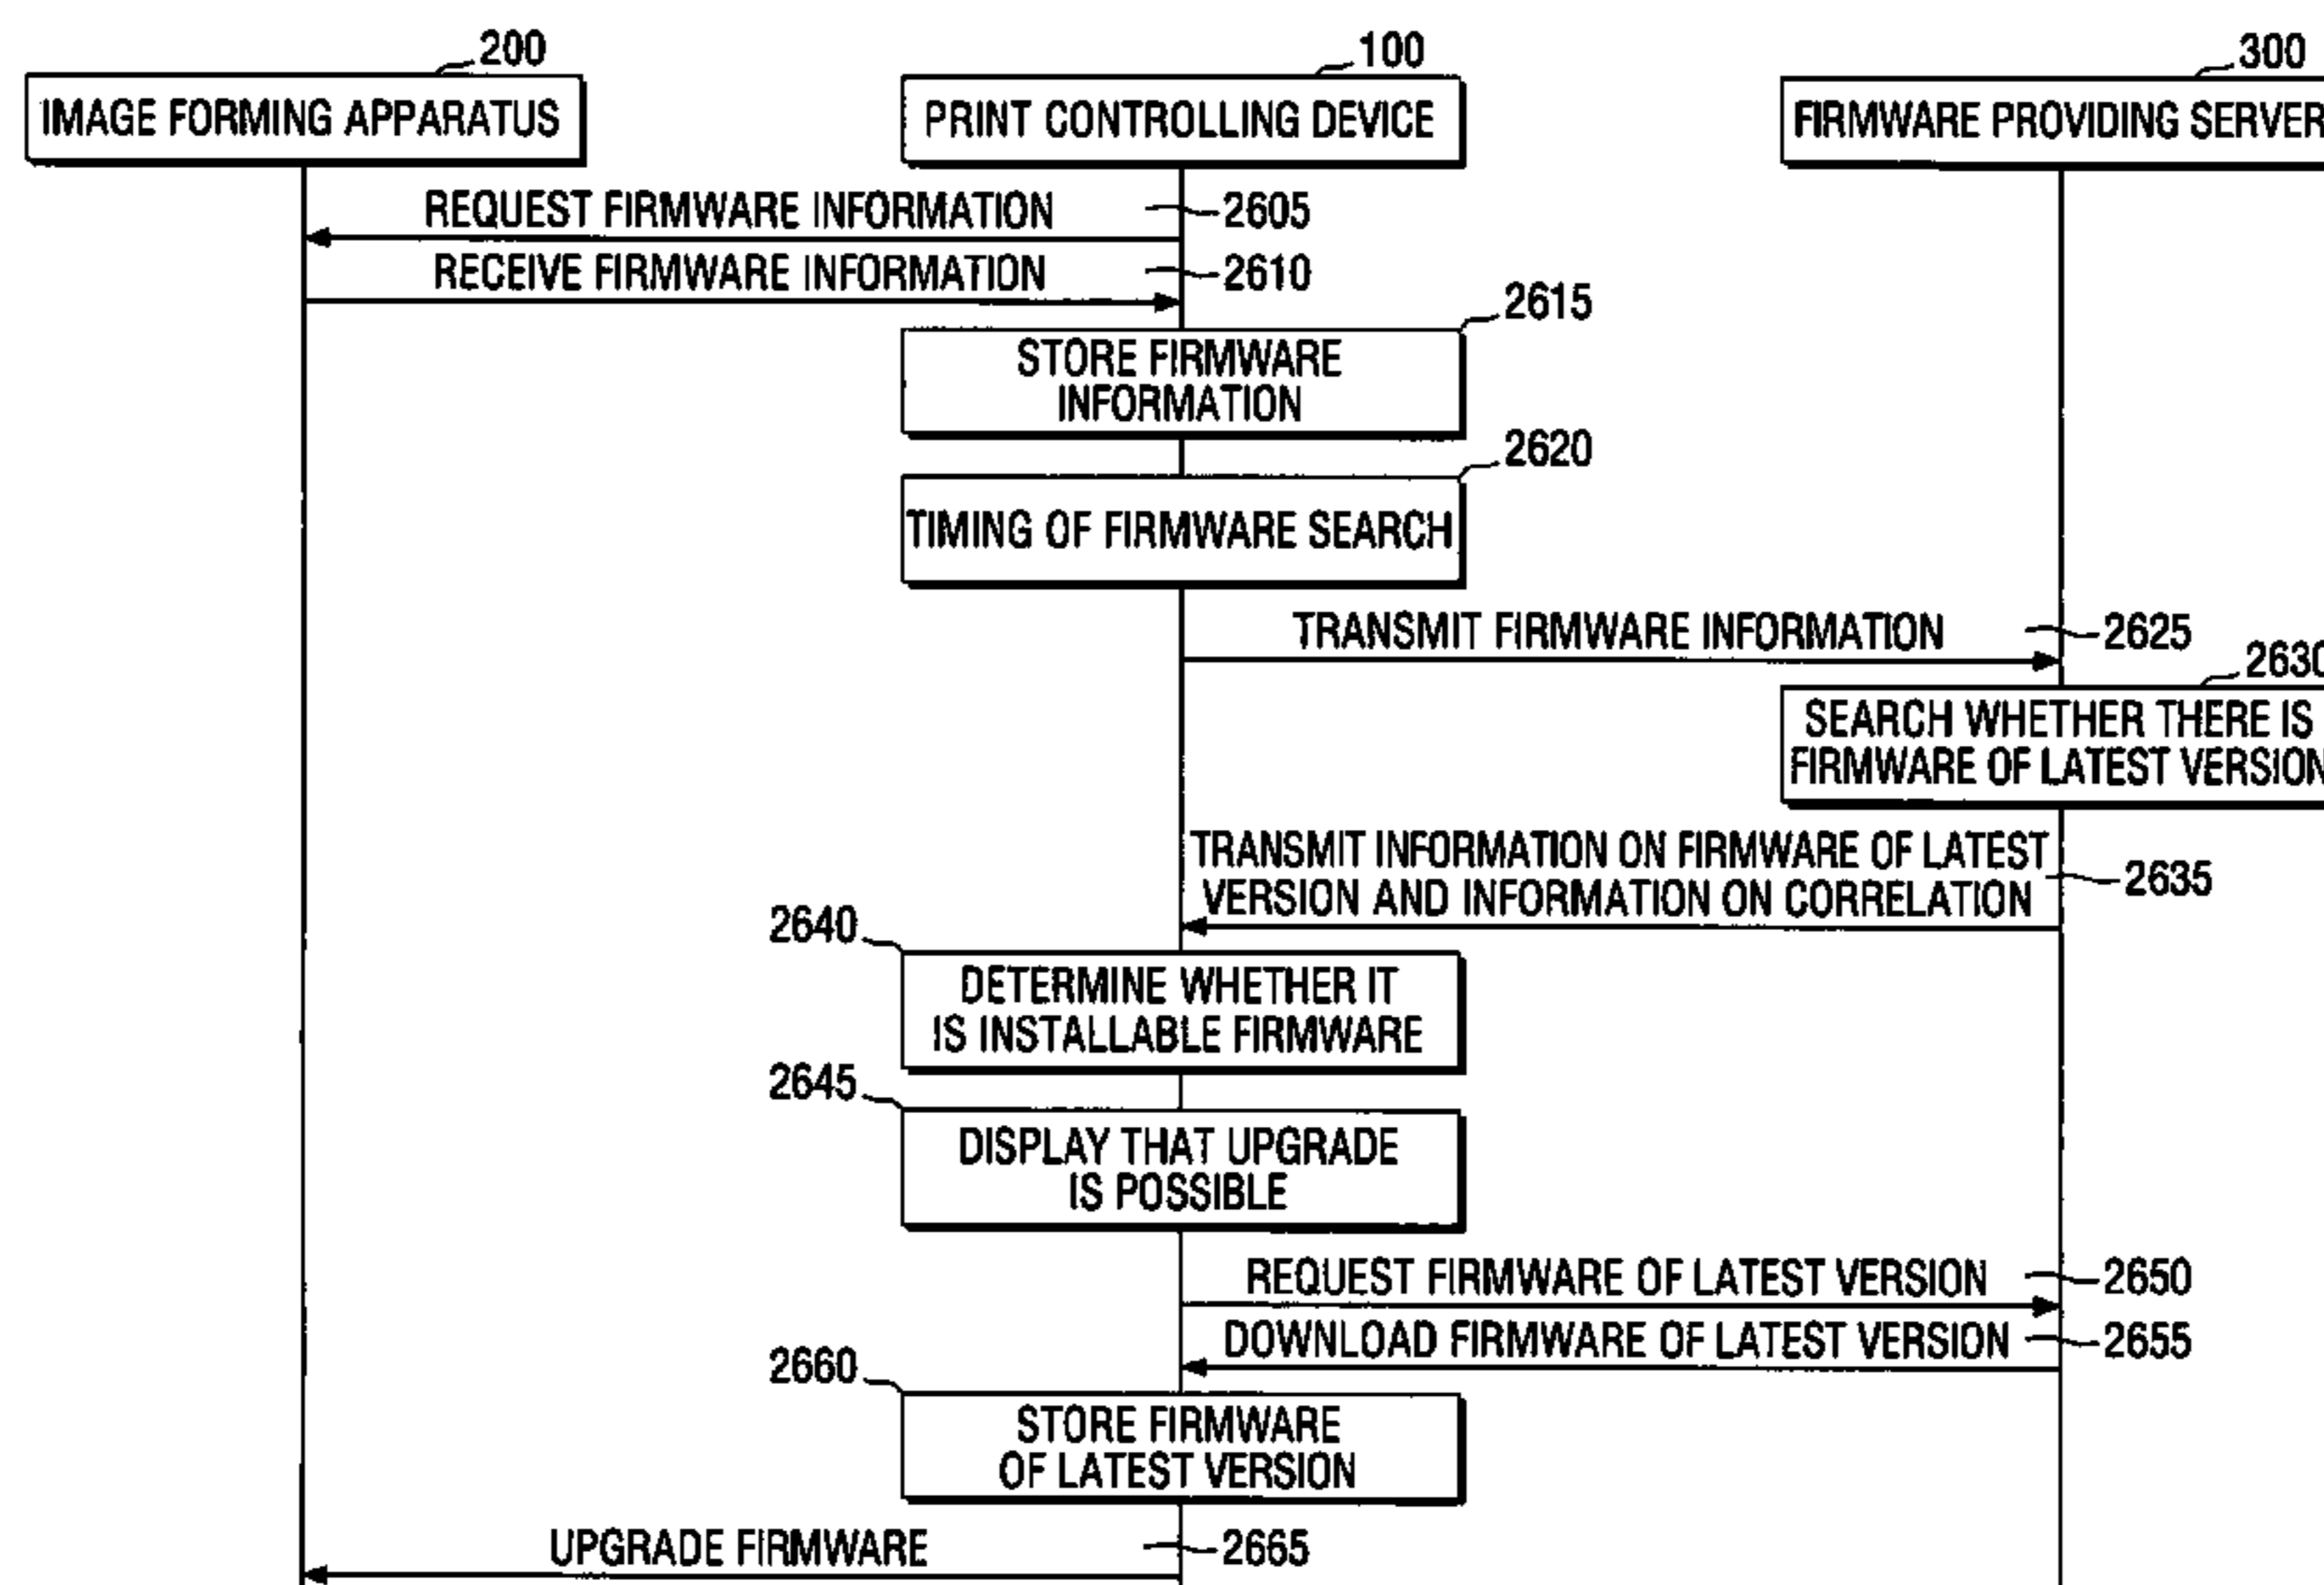 200
100
300
IMAGE FORMING APPARATUS
PRINT CONTROLLING DEVICE
FIRMWARE PROVIDING SERVER
REQUEST FIRMWARE INFORMATION
2605
RECEIVE FIRMWARE INFORMATION
2610
2615
STORE FIRMWARE
INFORMATION
2620
TIMING OF FIRMWARE SEARCH
TRANSMIT FIRMWARE INFORMATION
2625
2630
SEARCH WHETHER THERE IS
FIRMWARE OF LATEST VERSION
TRANSMIT INFORMATION ON FIRMWARE OF LATEST
VERSION AND INFORMATION ON CORRELATION
2635
2640
DETERMINE WHETHER IT
IS INSTALLABLE FIRMWARE
2645
DISPLAY THAT UPGRADE
IS POSSIBLE
REQUEST FIRMWARE OF LATEST VERSION
2650
DOWNLOAD FIRMWARE OF LATEST VERSION
2655
2660
STORE FIRMWARE
OF LATEST VERSION
UPGRADE FIRMWARE
2665